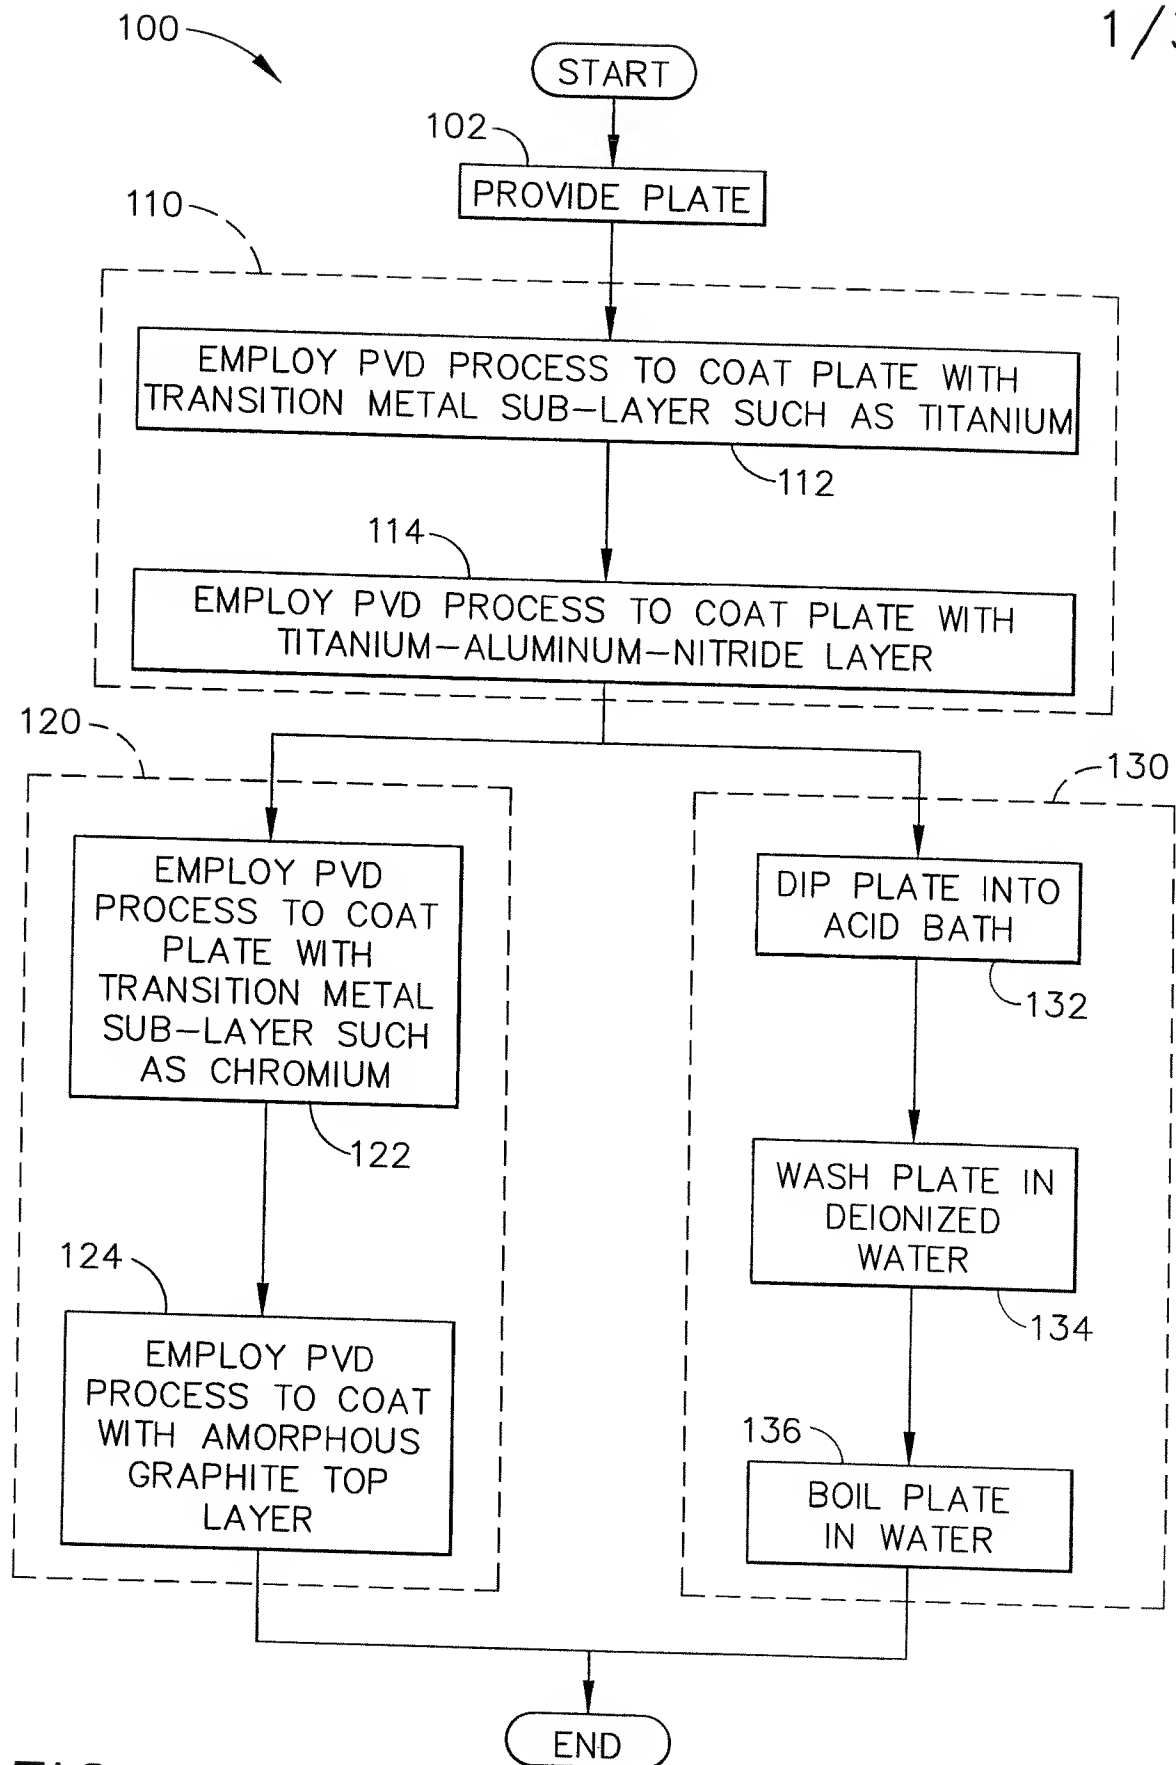 100
1/3
START
102
PROVIDE PLATE
110
EMPLOY PVD PROCESS TO COAT PLATE WITH
TRANSITION METAL SUB-LAYER SUCH AS TITANIUM
112
114
EMPLOY PVD PROCESS TO COAT PLATE WITH
TITANIUM-ALUMINUM-NITRIDE LAYER
120
EMPLOY PVD
PROCESS TO COAT
PLATE WITH
TRANSITION METAL
SUB-LAYER SUCH
AS CHROMIUM
122
124
EMPLOY PVD
PROCESS TO COAT
WITH AMORPHOUS
GRAPHITE TOP
LAYER
130
DIP PLATE INTO
ACID BATH
132
WASH PLATE IN
DEIONIZED
WATER
134
136
BOIL PLATE
IN WATER
END